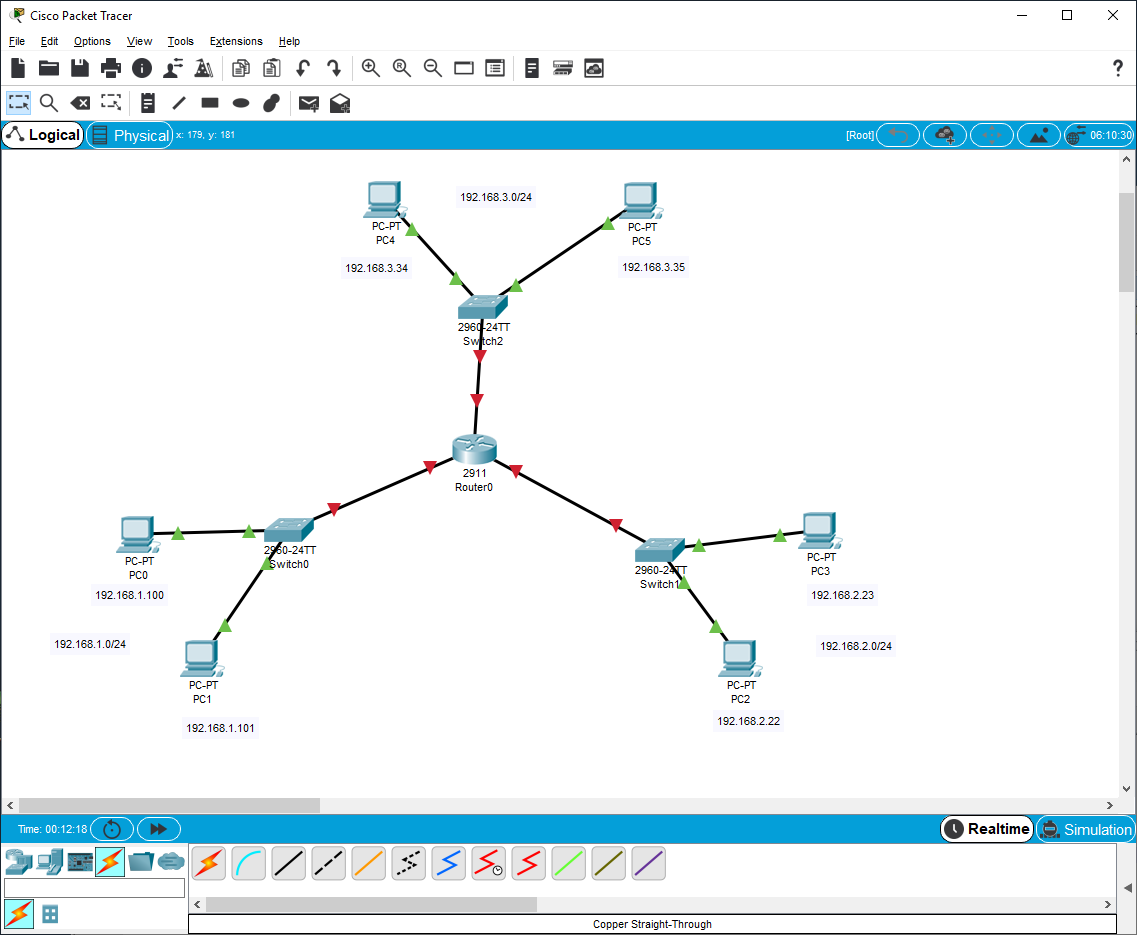 Cisco Packet Tracer
File Edit Options View Tools Extensions Help
Logical Physical x: 179, y: 181 [Root] 06:10:30
192.168.3.0/24
PC-PT
PC4
PC-PT
PC5
192.168.3.34
192.168.3.35
2960-24TT
Switch2
2911
Router0
2960-24TT
Switch0
PC-PT
PC0
192.168.1.100
2960-24TT
Switch1
PC-PT
PC3
192.168.2.23
192.168.1.0/24
192.168.2.0/24
PC-PT
PC1
192.168.1.101
PC-PT
PC2
192.168.2.22
Time: 00:12:18 Realtime Simulation
Copper Straight-Through